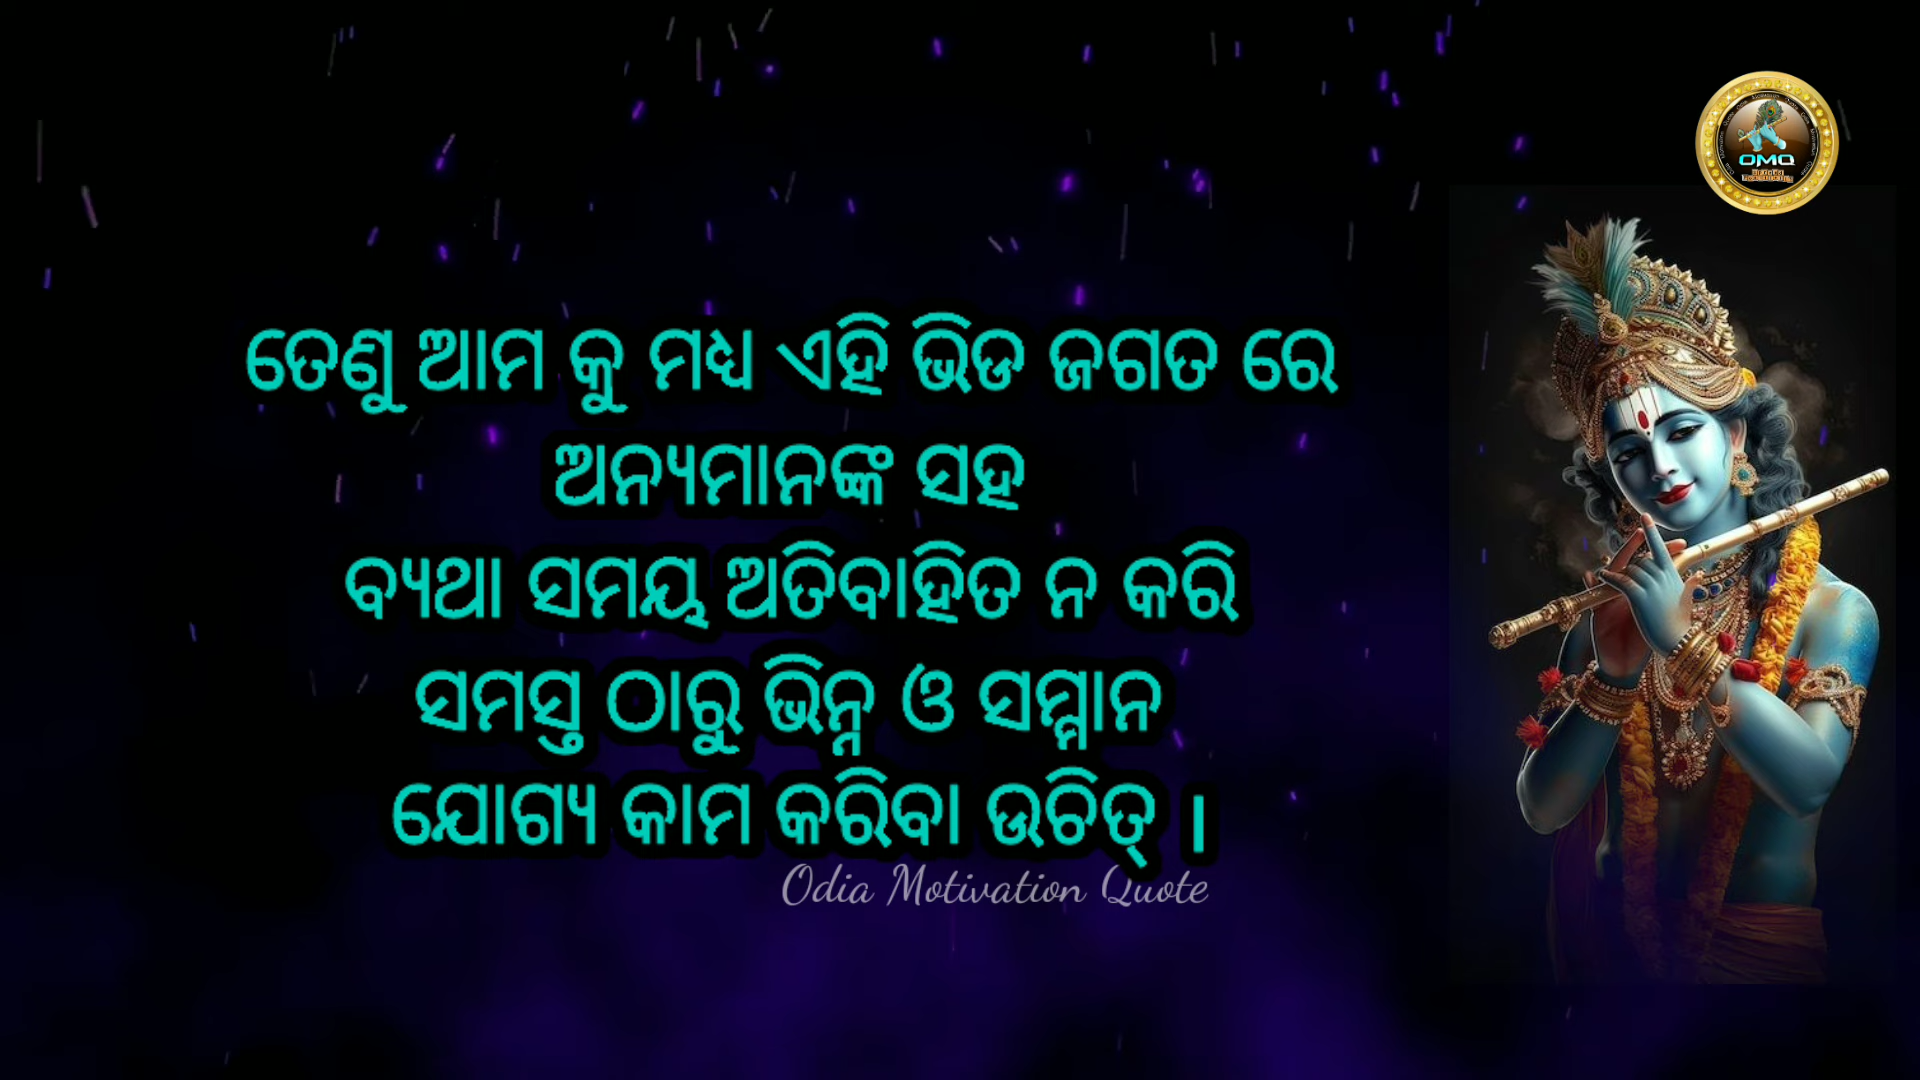 OMQ
ତେଣୁ ଆମ କୁ ମଧ୍ୟ ଏହି ଭିଡ ଜଗତ ରେ
ଅନ୍ୟମାନଙ୍କ ସହ
ବ୍ୟଥା ସମୟ ଅତିବାହିତ ନ କରି
ସମସ୍ତ ଠାରୁ ଭିନ୍ନ ଓ ସମ୍ମାନ
ଯୋଗ୍ୟ କାମ କରିବା ଉଚିତ୍ ।
Odia Motivation Quote